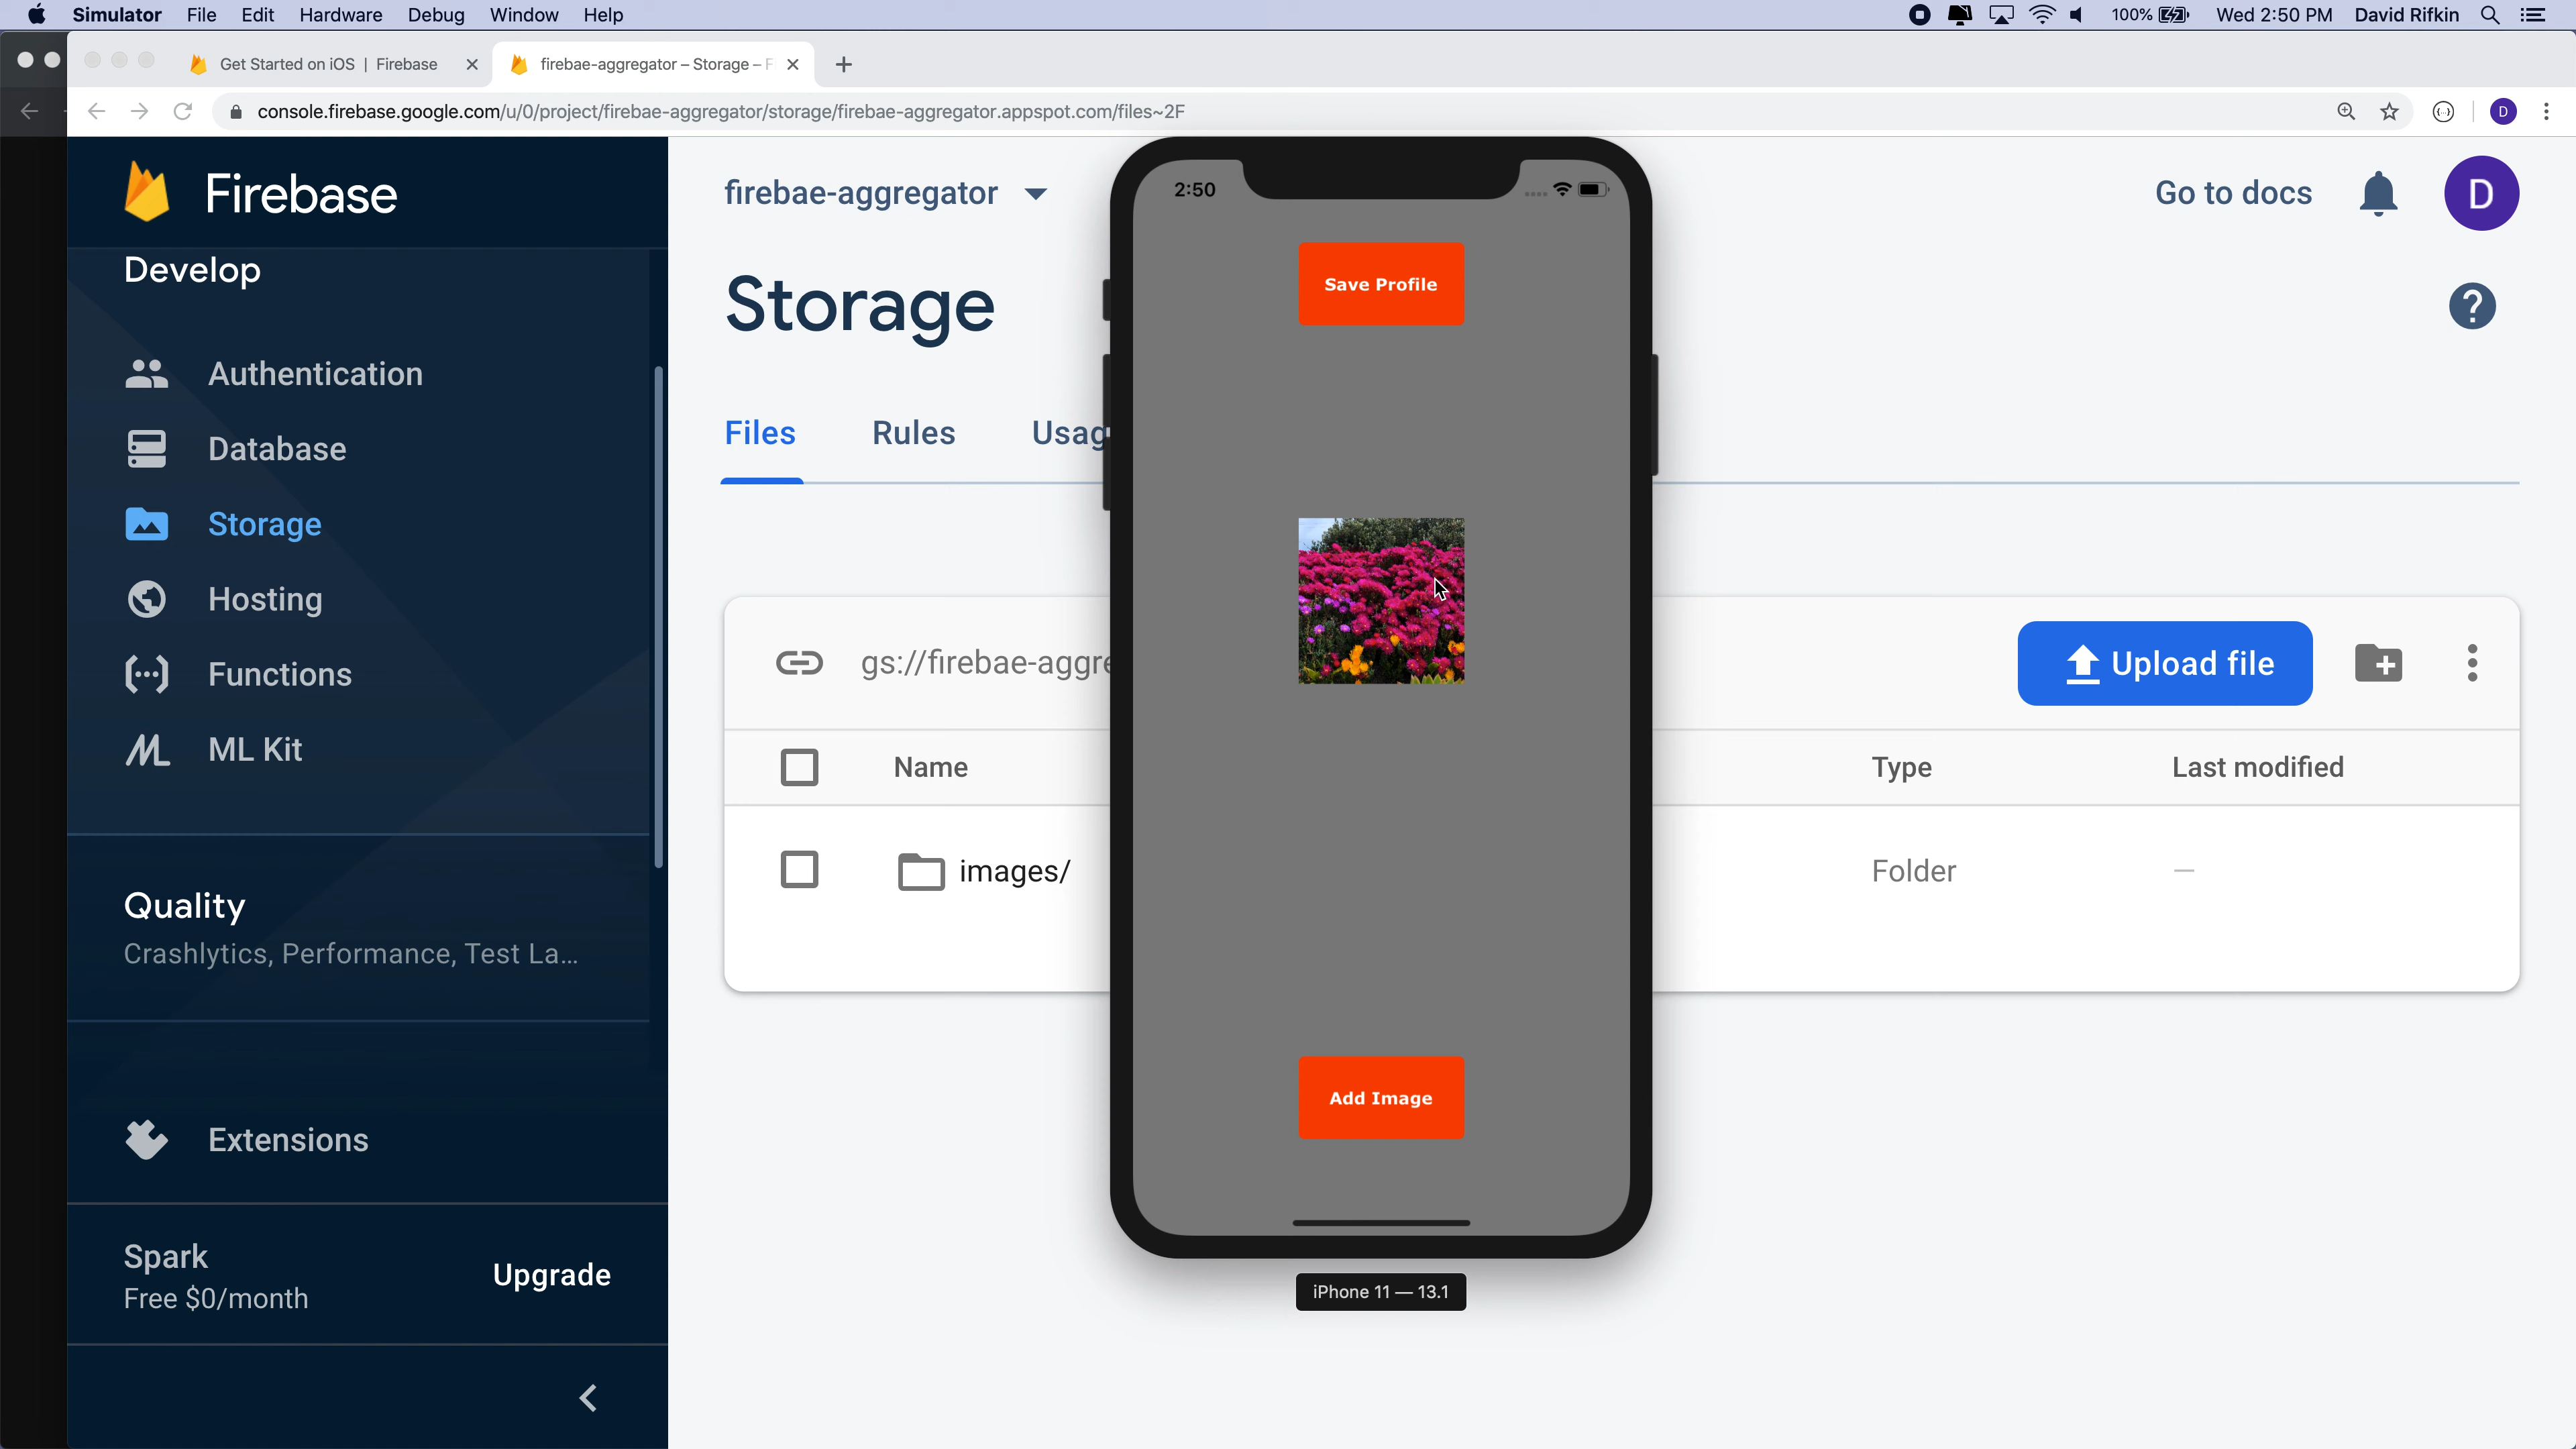 Simulator File Edit Hardware Debug Window Help
100% Wed 2:50 PM David Rifkin
Get Started on iOS | Firebase
firebae-aggregator – Storage – F
console.firebase.google.com/u/0/project/firebae-aggregator/storage/firebae-aggregator.appspot.com/files~2F
D
Firebase
Develop
Authentication
Database
Storage
Hosting
Functions
ML Kit
Quality
Crashlytics, Performance, Test La...
Extensions
Spark
Free $0/month
Upgrade
firebae-aggregator
Go to docs
D
Storage
?
Files Rules Usag
gs://firebae-aggre
Upload file
Name Type Last modified
images/ Folder —
2:50
Save Profile
Add Image
iPhone 11 — 13.1